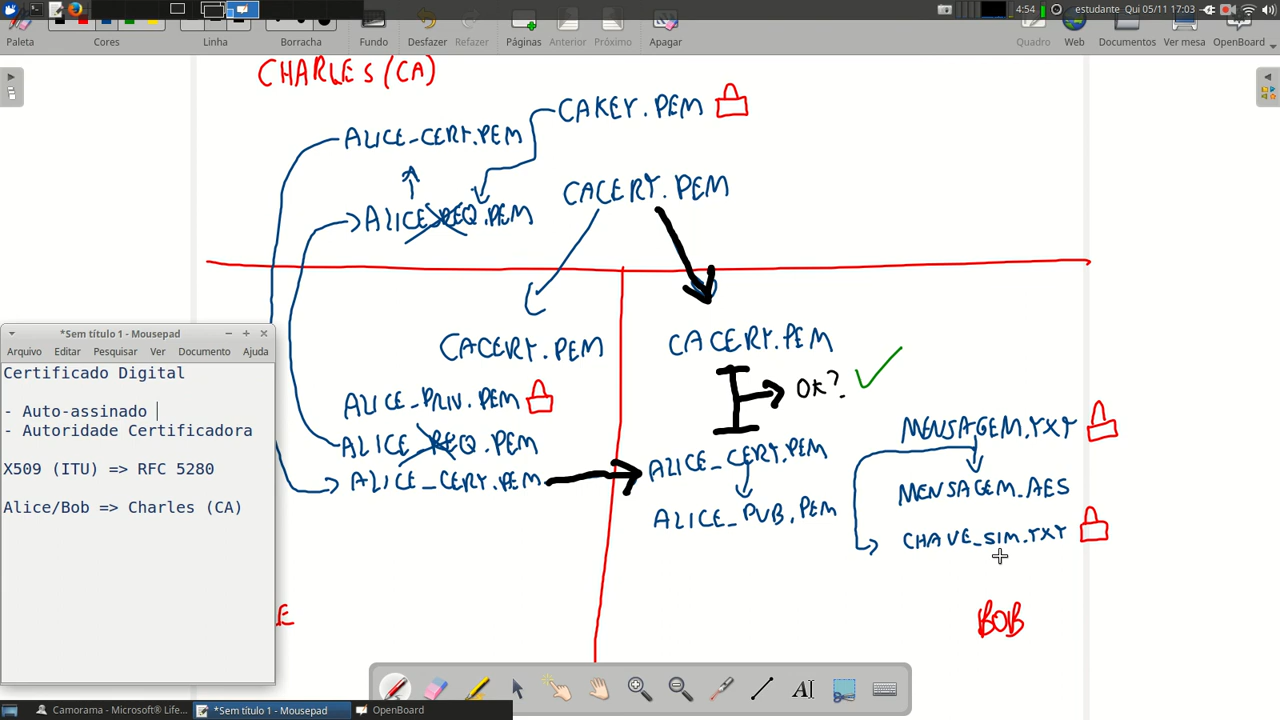 4:54
estudante
Qui 05/11 17:03
Paleta
Cores
Linha
Borracha
Fundo
Desfazer
Refazer
Páginas
Anterior
Próximo
Apagar
Quadro
Web
Documentos
Ver mesa
OpenBoard
CHARLES (CA)
CAKEY.PEM
ALICE_CERT.PEM
CACERT.PEM
ALICE_REQ.PEM
CACERT.PEM
CACERT.PEM
OK?
ALICE_PRIV.PEM
ALICE_REQ.PEM
ALICE_CERT.PEM
ALICE_CERT.PEM
ALICE_PUB.PEM
MENSAGEM.TXT
MENSAGEM.AES
CHAVE_SIM.TXT
E
BOB
*Sem título 1 - Mousepad
Arquivo Editar Pesquisar Ver Documento Ajuda
Certificado Digital
- Auto-assinado
- Autoridade Certificadora
X509 (ITU) => RFC 5280
Alice/Bob => Charles (CA)
Camorama - Microsoft® Life...
*Sem título 1 - Mousepad
OpenBoard